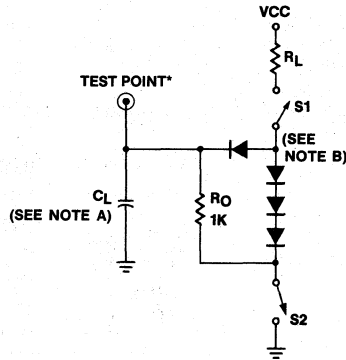 VCC
RL
TEST POINT*
S1
(SEE
NOTE B)
CL
(SEE NOTE A)
RO
1K
S2